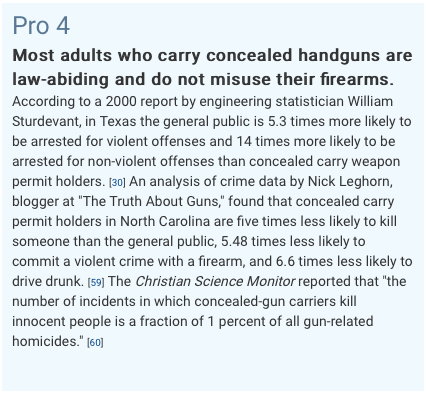 Pro 4
Most adults who carry concealed handguns are
law-abiding and do not misuse their firearms.
According to a 2000 report by engineering statistician William
Sturdevant, in Texas the general public is 5.3 times more likely to
be arrested for violent offenses and 14 times more likely to be
arrested for non-violent offenses than concealed carry weapon
permit holders. [30] An analysis of crime data by Nick Leghorn,
blogger at "The Truth About Guns," found that concealed carry
permit holders in North Carolina are five times less likely to kill
someone than the general public, 5.48 times less likely to
commit a violent crime with a firearm, and 6.6 times less likely to
drive drunk. [59] The Christian Science Monitor reported that "the
number of incidents in which concealed-gun carriers kill
innocent people is a fraction of 1 percent of all gun-related
homicides." [60]